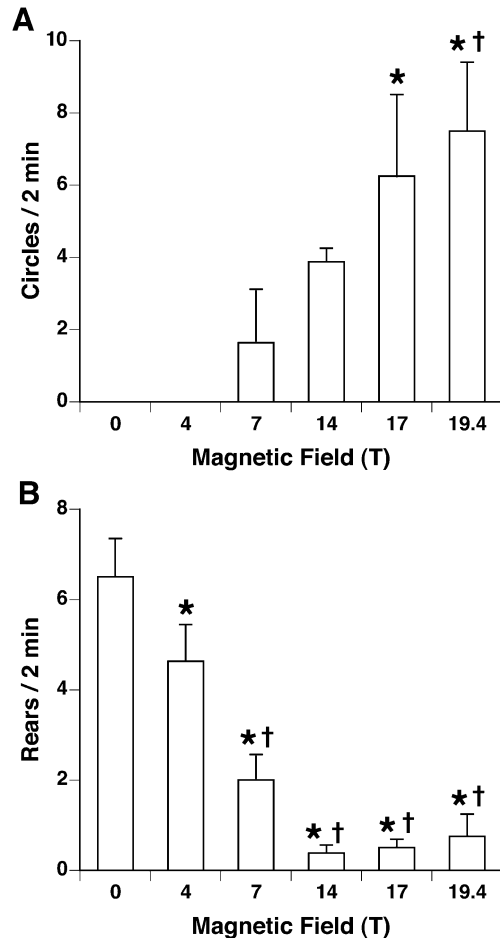 A
10
8
6
4
2
0
Circles / 2 min
* 
* †
0 4 7 14 17 19.4
Magnetic Field (T)
B
8
6
4
2
0
Rears / 2 min
*
* †
* †
* †
* †
0 4 7 14 17 19.4
Magnetic Field (T)